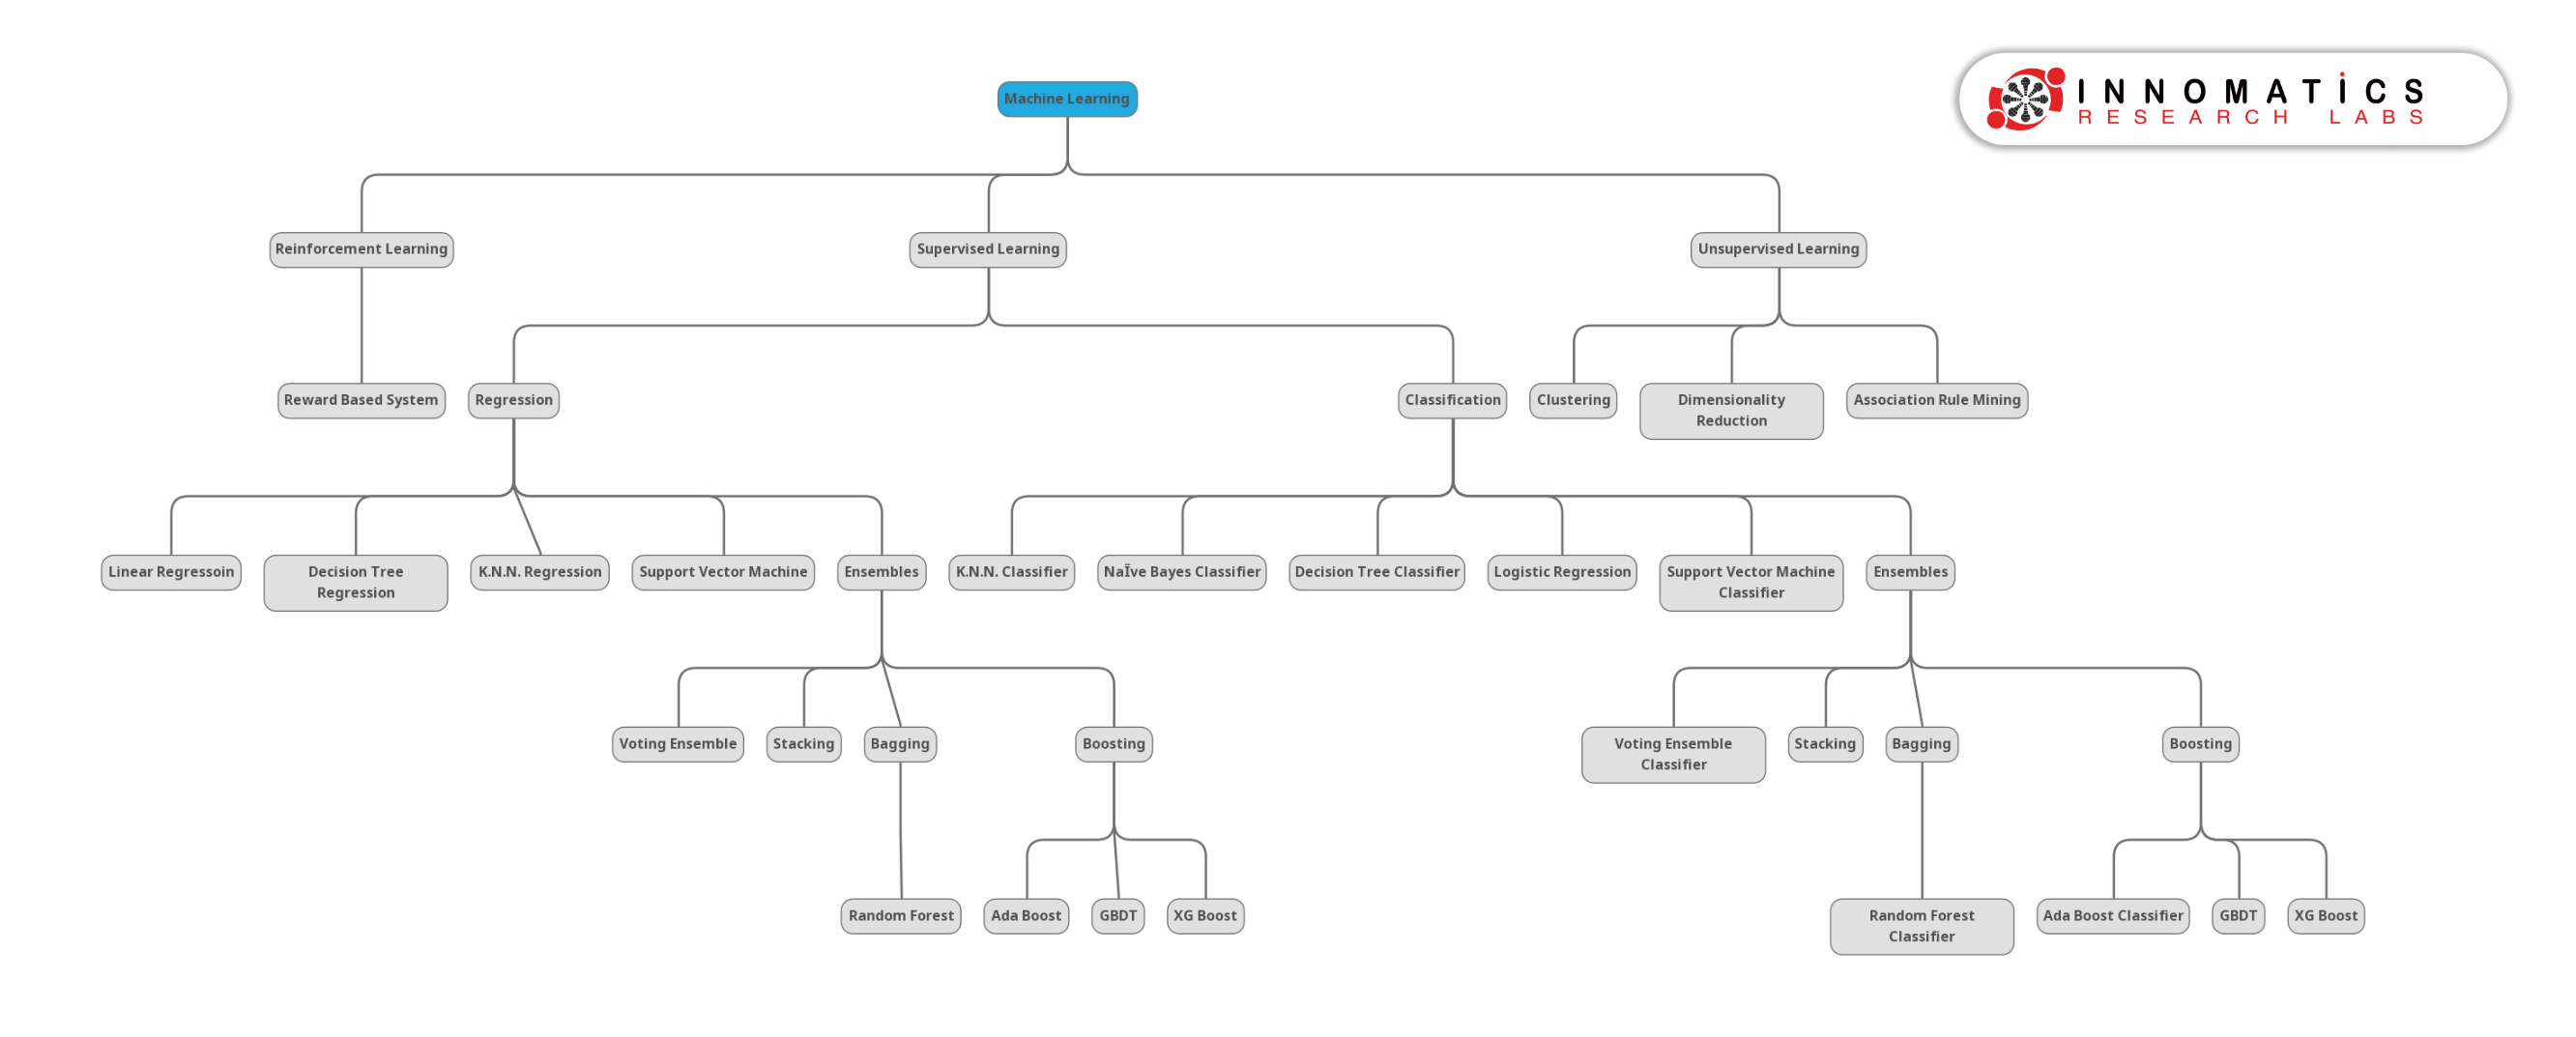 Machine Learning
INNOMATiCS
RESEARCH LABS
Reinforcement Learning
Supervised Learning
Unsupervised Learning
Reward Based System
Regression
Classification
Clustering
Dimensionality
Reduction
Association Rule Mining
Linear Regressoin
Decision Tree
Regression
K.N.N. Regression
Support Vector Machine
Ensembles
K.N.N. Classifier
NaÏve Bayes Classifier
Decision Tree Classifier
Logistic Regression
Support Vector Machine
Classifier
Ensembles
Voting Ensemble
Stacking
Bagging
Boosting
Voting Ensemble
Classifier
Stacking
Bagging
Boosting
Random Forest
Ada Boost
GBDT
XG Boost
Random Forest
Classifier
Ada Boost Classifier
GBDT
XG Boost